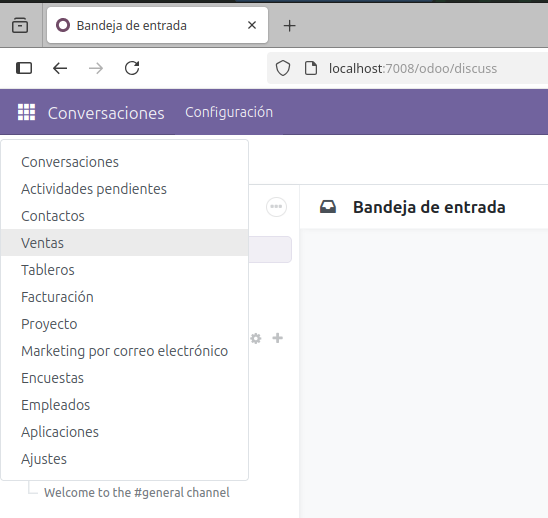 Bandeja de entrada
localhost:7008/odoo/discuss
Conversaciones Configuración
Conversaciones
Actividades pendientes
Contactos
Ventas
Tableros
Facturación
Proyecto
Marketing por correo electrónico
Encuestas
Empleados
Aplicaciones
Ajustes
Bandeja de entrada
Welcome to the #general channel